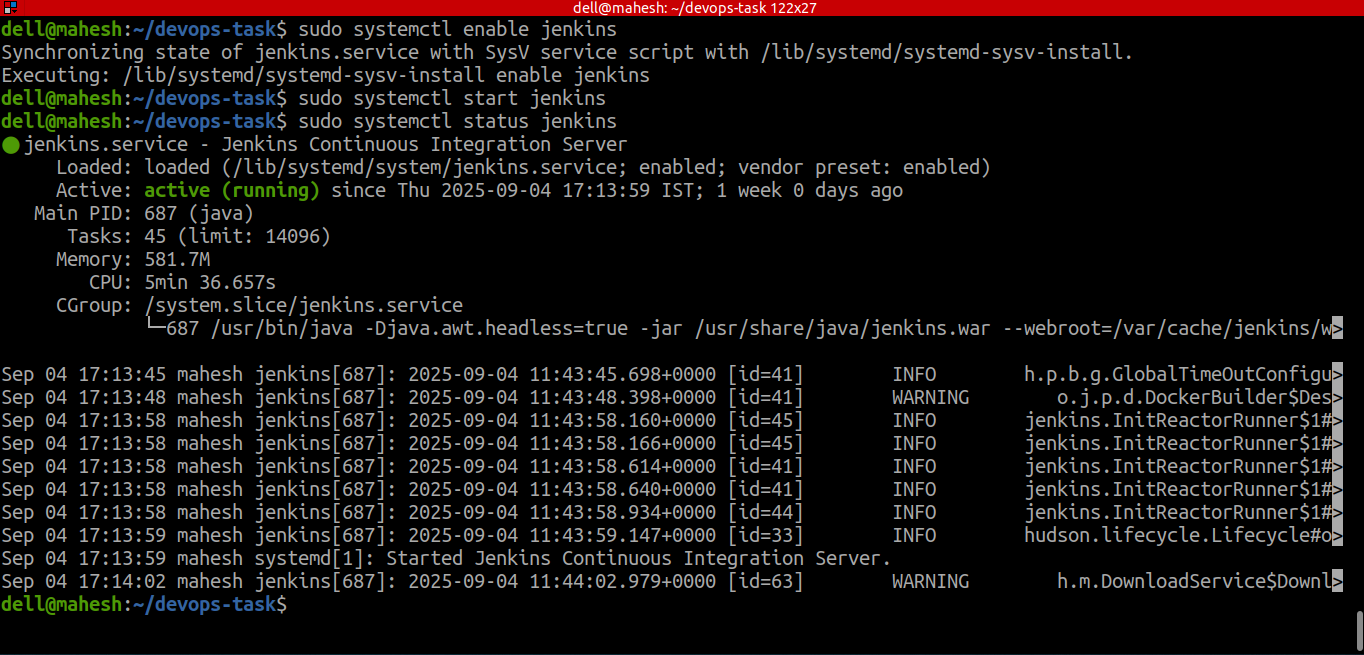 dell@mahesh: ~/devops-task 122x27
dell@mahesh:~/devops-task$ sudo systemctl enable jenkins
Synchronizing state of jenkins.service with SysV service script with /lib/systemd/systemd-sysv-install.
Executing: /lib/systemd/systemd-sysv-install enable jenkins
dell@mahesh:~/devops-task$ sudo systemctl start jenkins
dell@mahesh:~/devops-task$ sudo systemctl status jenkins
● jenkins.service - Jenkins Continuous Integration Server
     Loaded: loaded (/lib/systemd/system/jenkins.service; enabled; vendor preset: enabled)
     Active: active (running) since Thu 2025-09-04 17:13:59 IST; 1 week 0 days ago
   Main PID: 687 (java)
      Tasks: 45 (limit: 14096)
     Memory: 581.7M
        CPU: 5min 36.657s
     CGroup: /system.slice/jenkins.service
             └─687 /usr/bin/java -Djava.awt.headless=true -jar /usr/share/java/jenkins.war --webroot=/var/cache/jenkins/w>
Sep 04 17:13:45 mahesh jenkins[687]: 2025-09-04 11:43:45.698+0000 [id=41]        INFO        h.p.b.g.GlobalTimeOutConfigu>
Sep 04 17:13:48 mahesh jenkins[687]: 2025-09-04 11:43:48.398+0000 [id=41]        WARNING        o.j.p.d.DockerBuilder$Des>
Sep 04 17:13:58 mahesh jenkins[687]: 2025-09-04 11:43:58.160+0000 [id=45]        INFO        jenkins.InitReactorRunner$1#>
Sep 04 17:13:58 mahesh jenkins[687]: 2025-09-04 11:43:58.166+0000 [id=45]        INFO        jenkins.InitReactorRunner$1#>
Sep 04 17:13:58 mahesh jenkins[687]: 2025-09-04 11:43:58.614+0000 [id=41]        INFO        jenkins.InitReactorRunner$1#>
Sep 04 17:13:58 mahesh jenkins[687]: 2025-09-04 11:43:58.640+0000 [id=41]        INFO        jenkins.InitReactorRunner$1#>
Sep 04 17:13:58 mahesh jenkins[687]: 2025-09-04 11:43:58.934+0000 [id=44]        INFO        jenkins.InitReactorRunner$1#>
Sep 04 17:13:59 mahesh jenkins[687]: 2025-09-04 11:43:59.147+0000 [id=33]        INFO        hudson.lifecycle.Lifecycle#o>
Sep 04 17:13:59 mahesh systemd[1]: Started Jenkins Continuous Integration Server.
Sep 04 17:14:02 mahesh jenkins[687]: 2025-09-04 11:44:02.979+0000 [id=63]        WARNING        h.m.DownloadService$Downl>
dell@mahesh:~/devops-task$